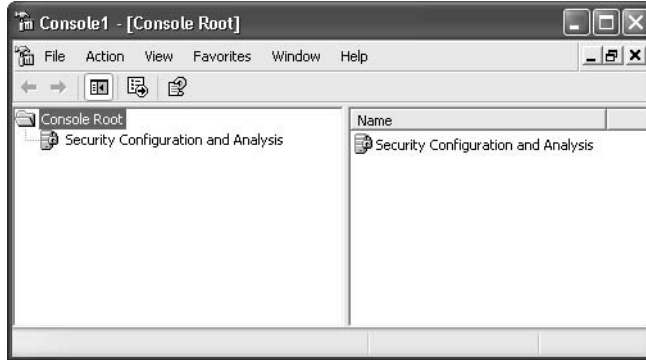 Console1 - [Console Root]
File Action View Favorites Window Help
Console Root
Security Configuration and Analysis
Name
Security Configuration and Analysis